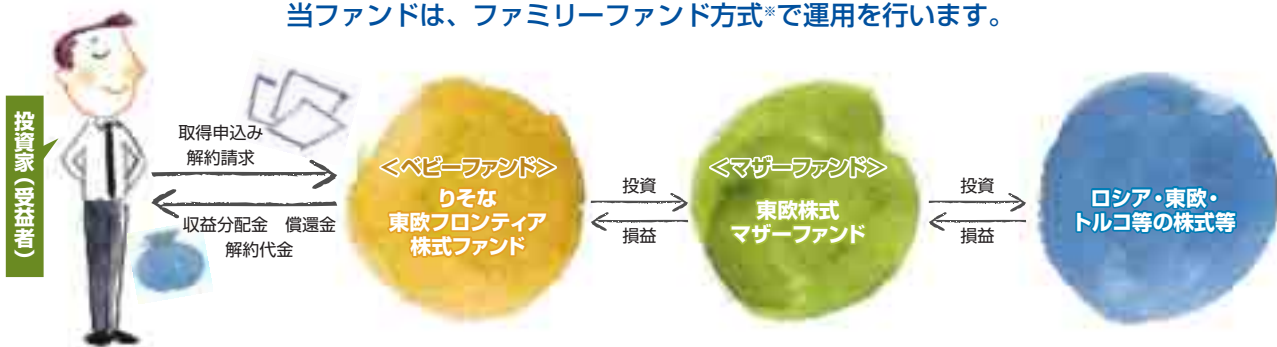 当ファンドは、ファミリーファンド方式※で運用を行います。
投資家(受益者)
取得申込み
解約請求
収益分配金 償還金
解約代金
<ベビーファンド>
りそな
東欧フロンティア
株式ファンド
投資
損益
<マザーファンド>
東欧株式
マザーファンド
投資
損益
ロシア・東欧・
トルコ等の株式等